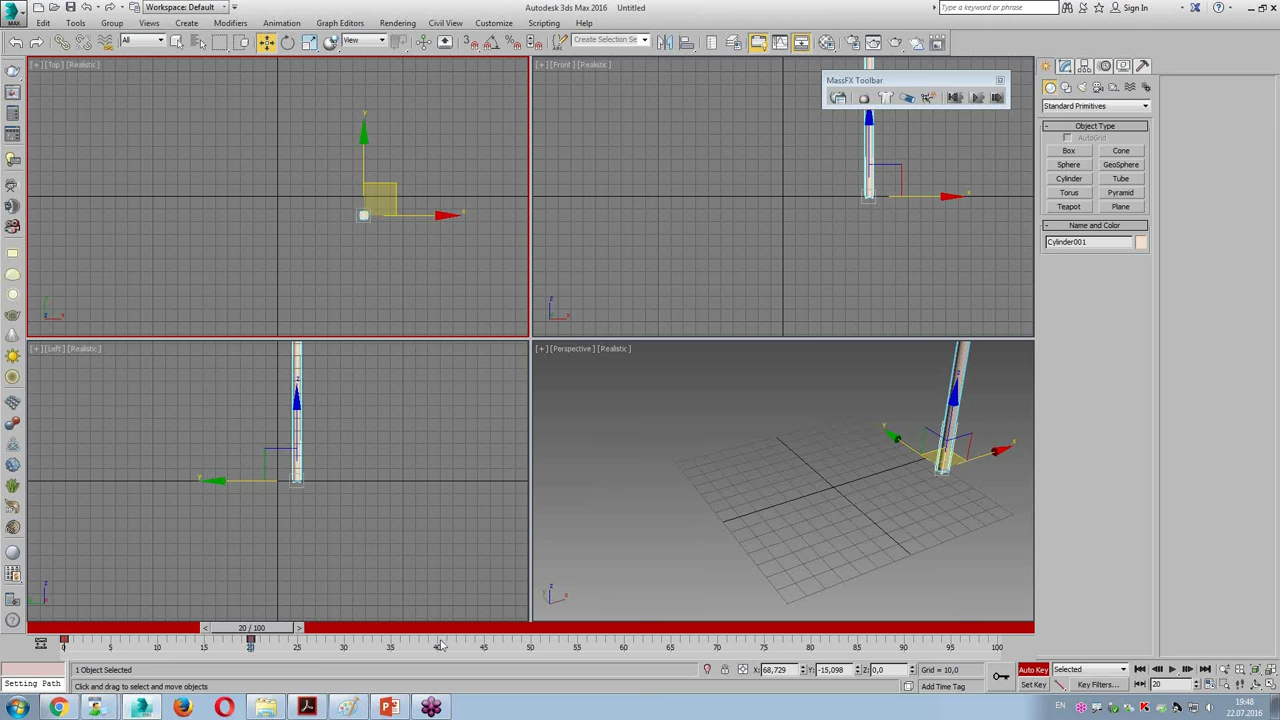 Workspace: Default
Autodesk 3ds Max 2016 Untitled
Type a keyword or phrase
Sign In
MAX
Edit Tools Group Views Create Modifiers Animation Graph Editors Rendering Civil View Customize Scripting Help
All
View
Create Selection Se
[+] [Top] [Realistic]
[+] [Front] [Realistic]
MassFX Toolbar
Standard Primitives
- Object Type
AutoGrid
Box Cone
Sphere GeoSphere
Cylinder Tube
Torus Pyramid
Teapot Plane
- Name and Color
Cylinder001
[+] [Left] [Realistic]
[+] [Perspective] [Realistic]
< 20 / 100 >
0 5 10 15 20 25 30 35 40 45 50 55 60 65 70 75 80 85 90 95 100
1 Object Selected
X: 68,729 Y: -15,098 Z: 0,0 Grid = 10,0
Auto Key Selected
Setting Path
Click and drag to select and move objects
Add Time Tag
Set Key Key Filters... 20
EN
19:48
22.07.2016